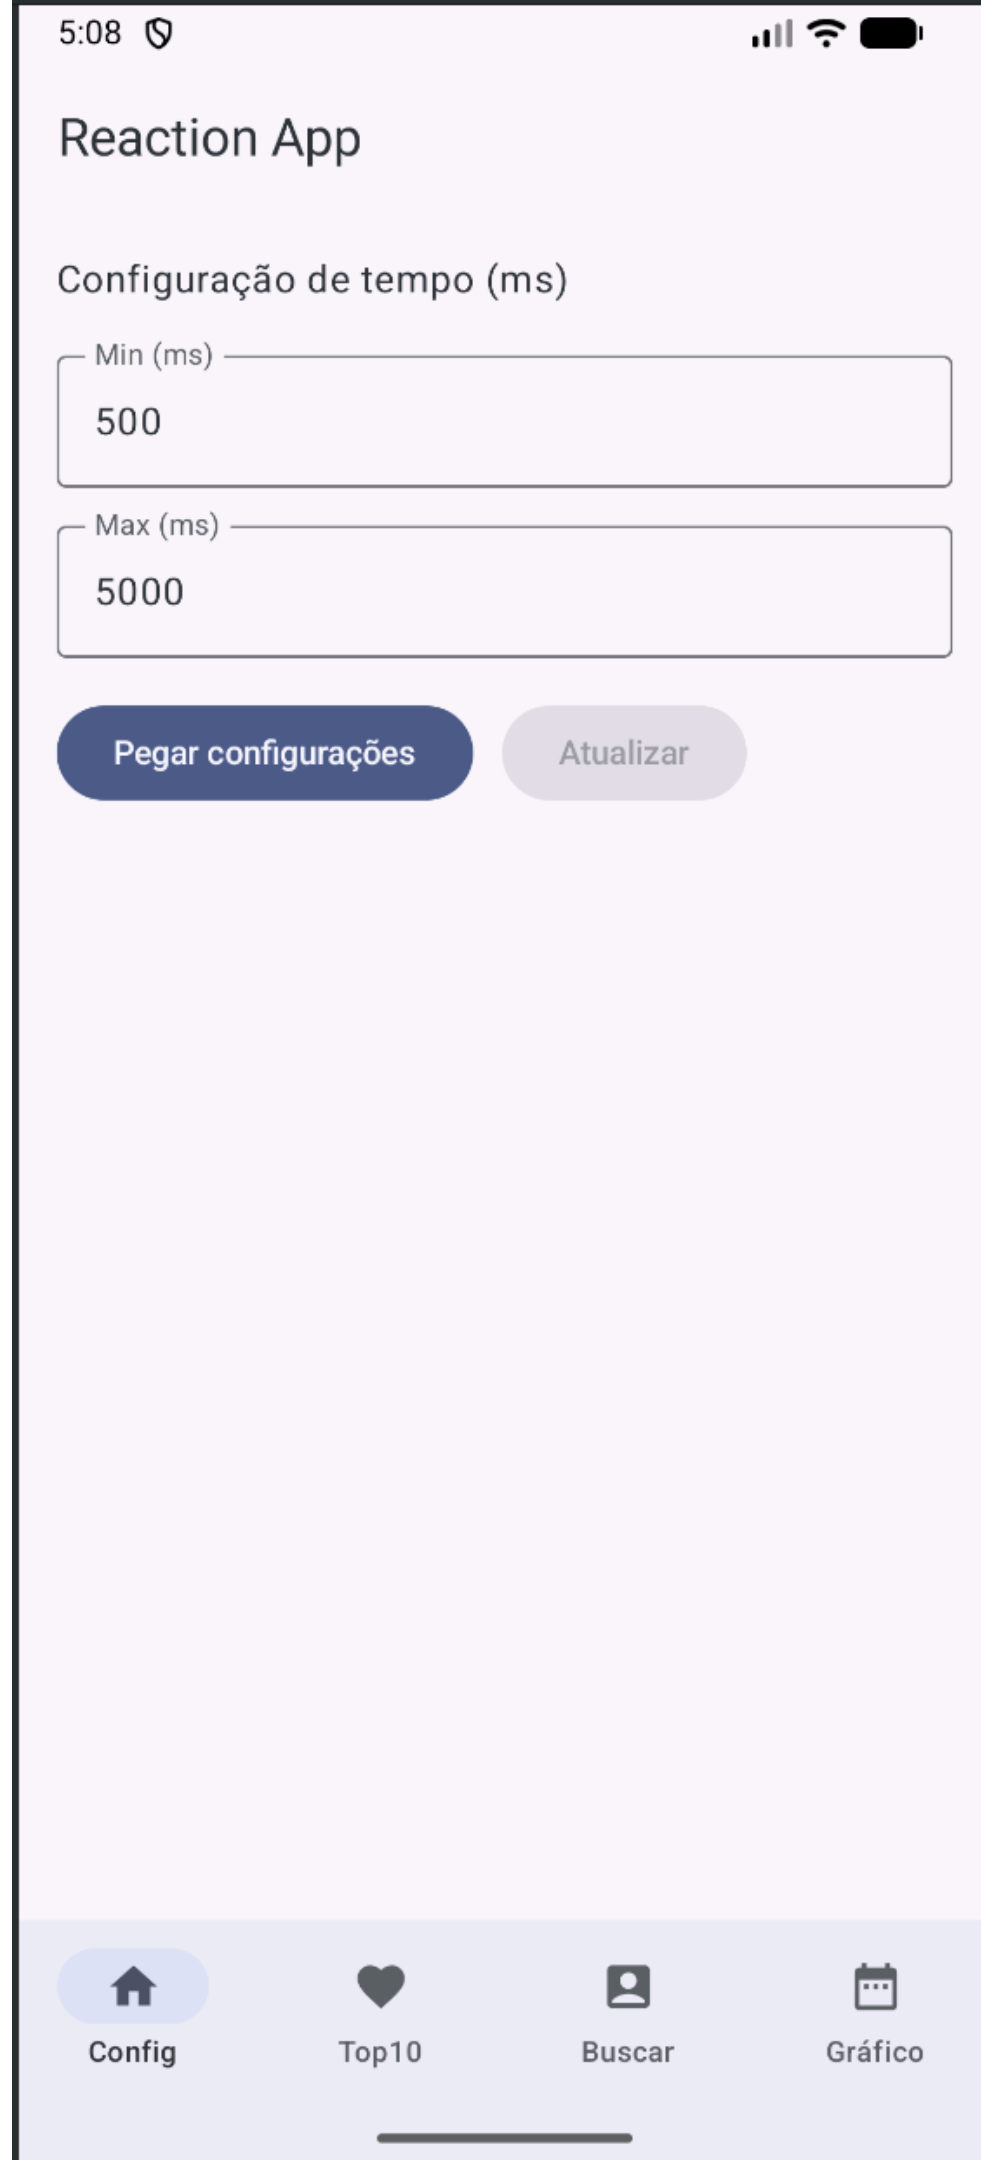 5:08
Reaction App
Configuração de tempo (ms)
Min (ms)
500
Max (ms)
5000
Pegar configurações Atualizar
Config Top10 Buscar Gráfico